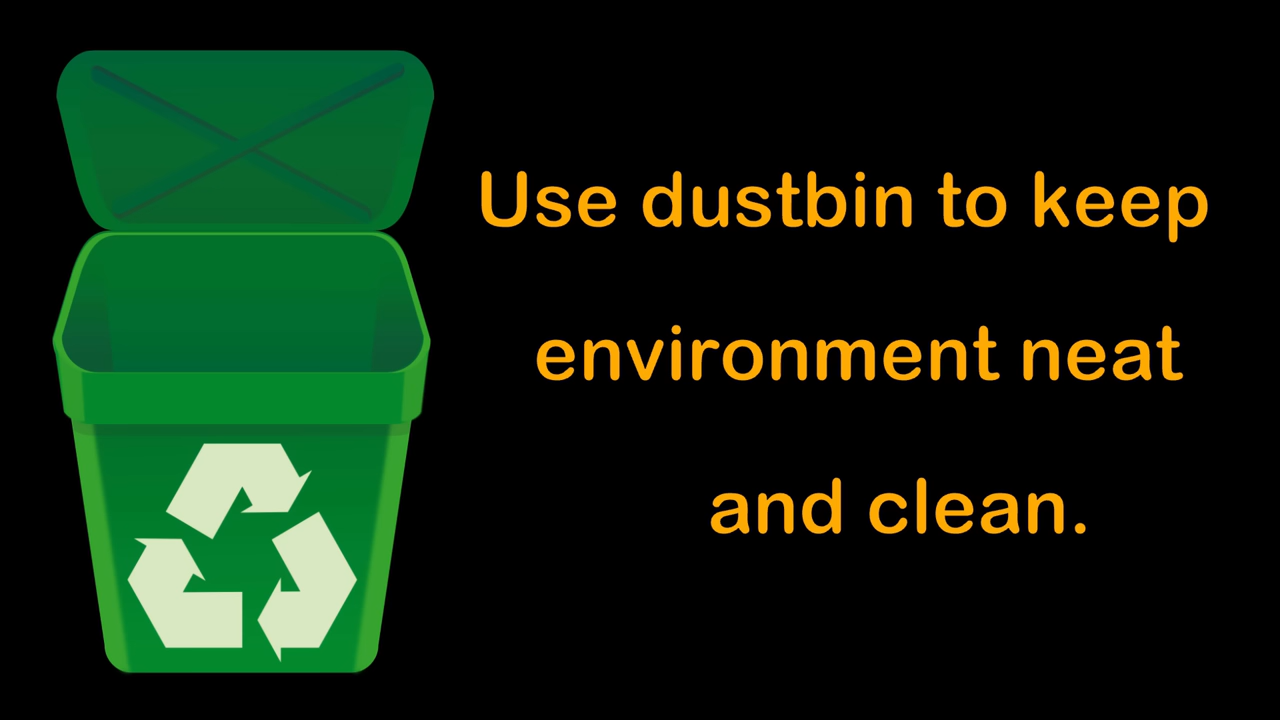 Use dustbin to keep
environment neat
and clean.